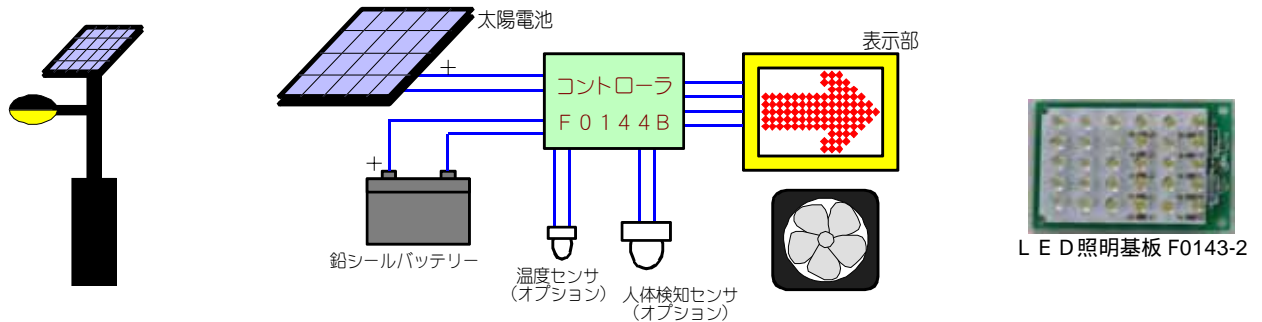 太陽電池
表示部
+
コントローラ
F0144B
+
鉛シールバッテリー
温度センサ
(オプション)
人体検知センサ
(オプション)
LED照明基板 F0143-2